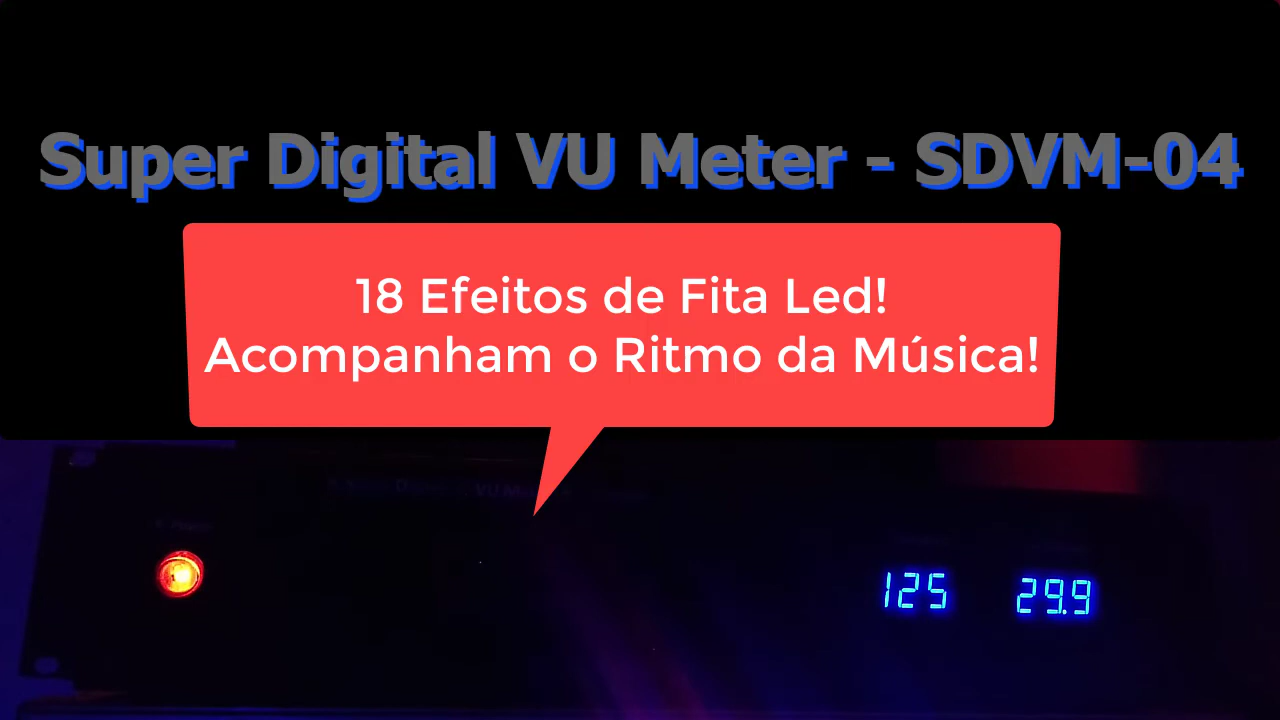 Super Digital VU Meter - SDVM-04
18 Efeitos de Fita Led!
Acompanham o Ritmo da Música!
125 29.9